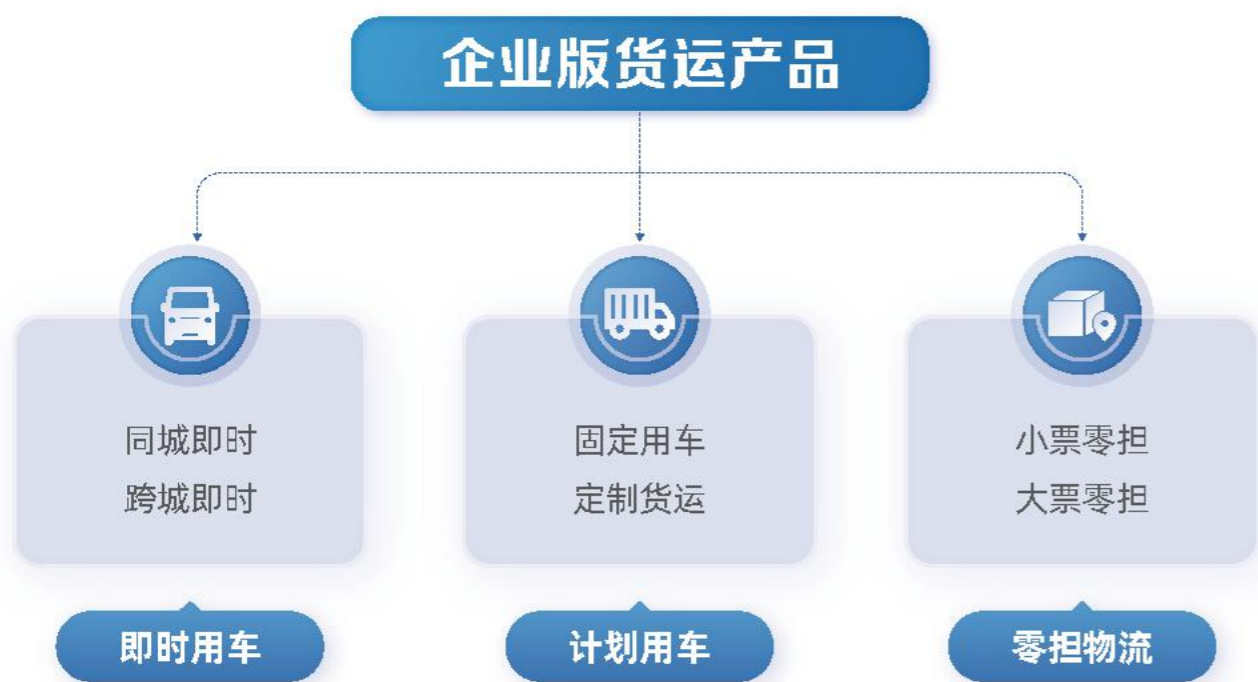 企业版货运产品
同城即时
跨城即时
即时用车
固定用车
定制货运
计划用车
小票零担
大票零担
零担物流